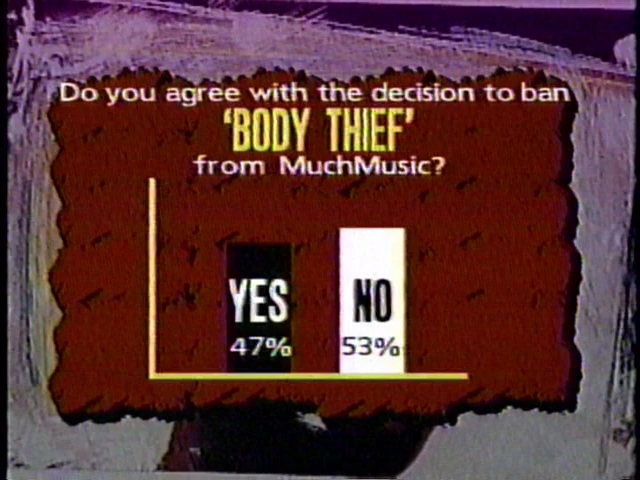 Do you agree with the decision to ban
‘BODY THIEF’
from MuchMusic?
YES NO
47% 53%